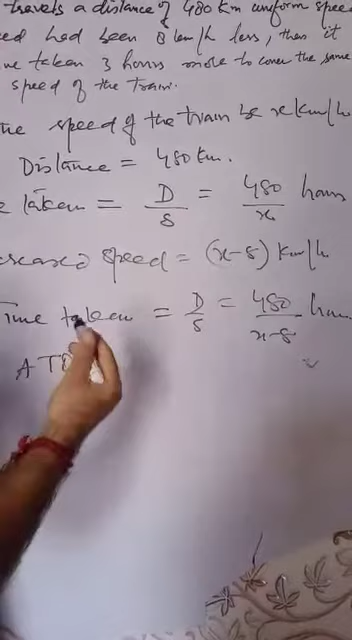 travels a distance of 480 km uniform speed
had been 8 km/h less, then it
taken 3 hours more to cover the same
speed of the train.
the speed of the train be x km/h
Distance = 480 km.
taken = D/S = 480/x hours
speed = (x-8) km/h
Time taken = D/S = 480/x-8 hours